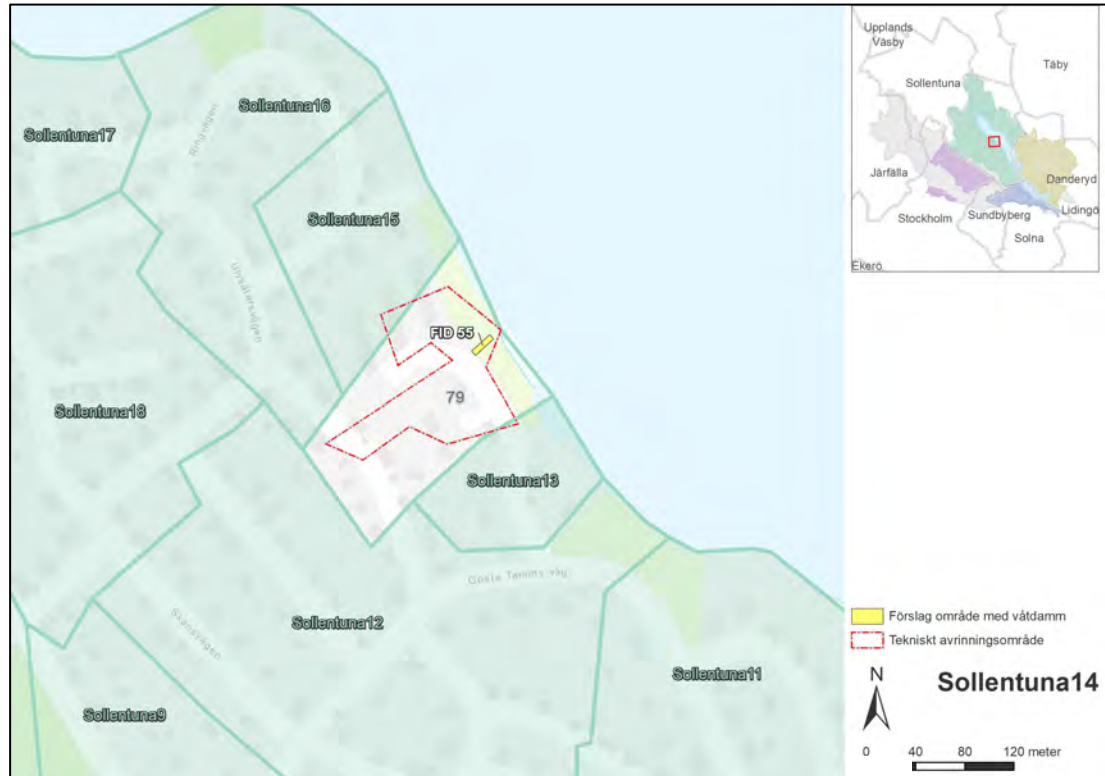 Sollentuna16
Sollentuna17
Ringvägen
Sollentuna15
Unsätersvägen
FID 55
79
Sollentuna18
Sollentuna13
Gösta Tamms väg
Skansvägen
Sollentuna12
Sollentuna11
Sollentuna9
Upplands
Väsby
Täby
Sollentuna
Järfälla
Danderyd
Stockholm
Sundbyberg
Lidingö
Solna
Ekerö
Förslag område med våtdamm
Tekniskt avrinningsområde
N
Sollentuna14
0 40 80 120 meter